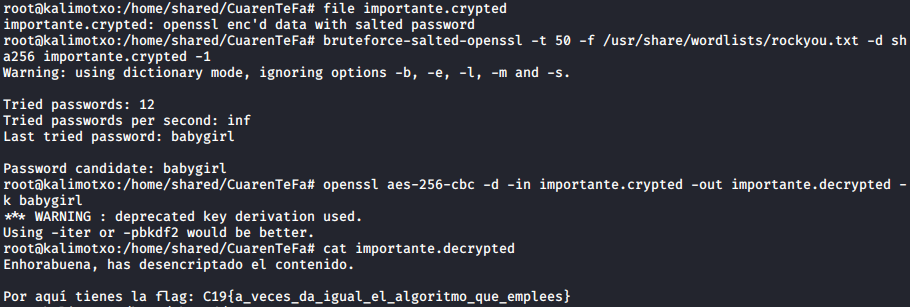 root@kalimotxo:/home/shared/CuarenTeFa# file importante.crypted
importante.crypted: openssl enc'd data with salted password
root@kalimotxo:/home/shared/CuarenTeFa# bruteforce-salted-openssl -t 50 -f /usr/share/wordlists/rockyou.txt -d sh
a256 importante.crypted -1
Warning: using dictionary mode, ignoring options -b, -e, -l, -m and -s.
Tried passwords: 12
Tried passwords per second: inf
Last tried password: babygirl
Password candidate: babygirl
root@kalimotxo:/home/shared/CuarenTeFa# openssl aes-256-cbc -d -in importante.crypted -out importante.decrypted -
k babygirl
*** WARNING : deprecated key derivation used.
Using -iter or -pbkdf2 would be better.
root@kalimotxo:/home/shared/CuarenTeFa# cat importante.decrypted
Enhorabuena, has desencriptado el contenido.
Por aquí tienes la flag: C19{a_veces_da_igual_el_algoritmo_que_emplees}